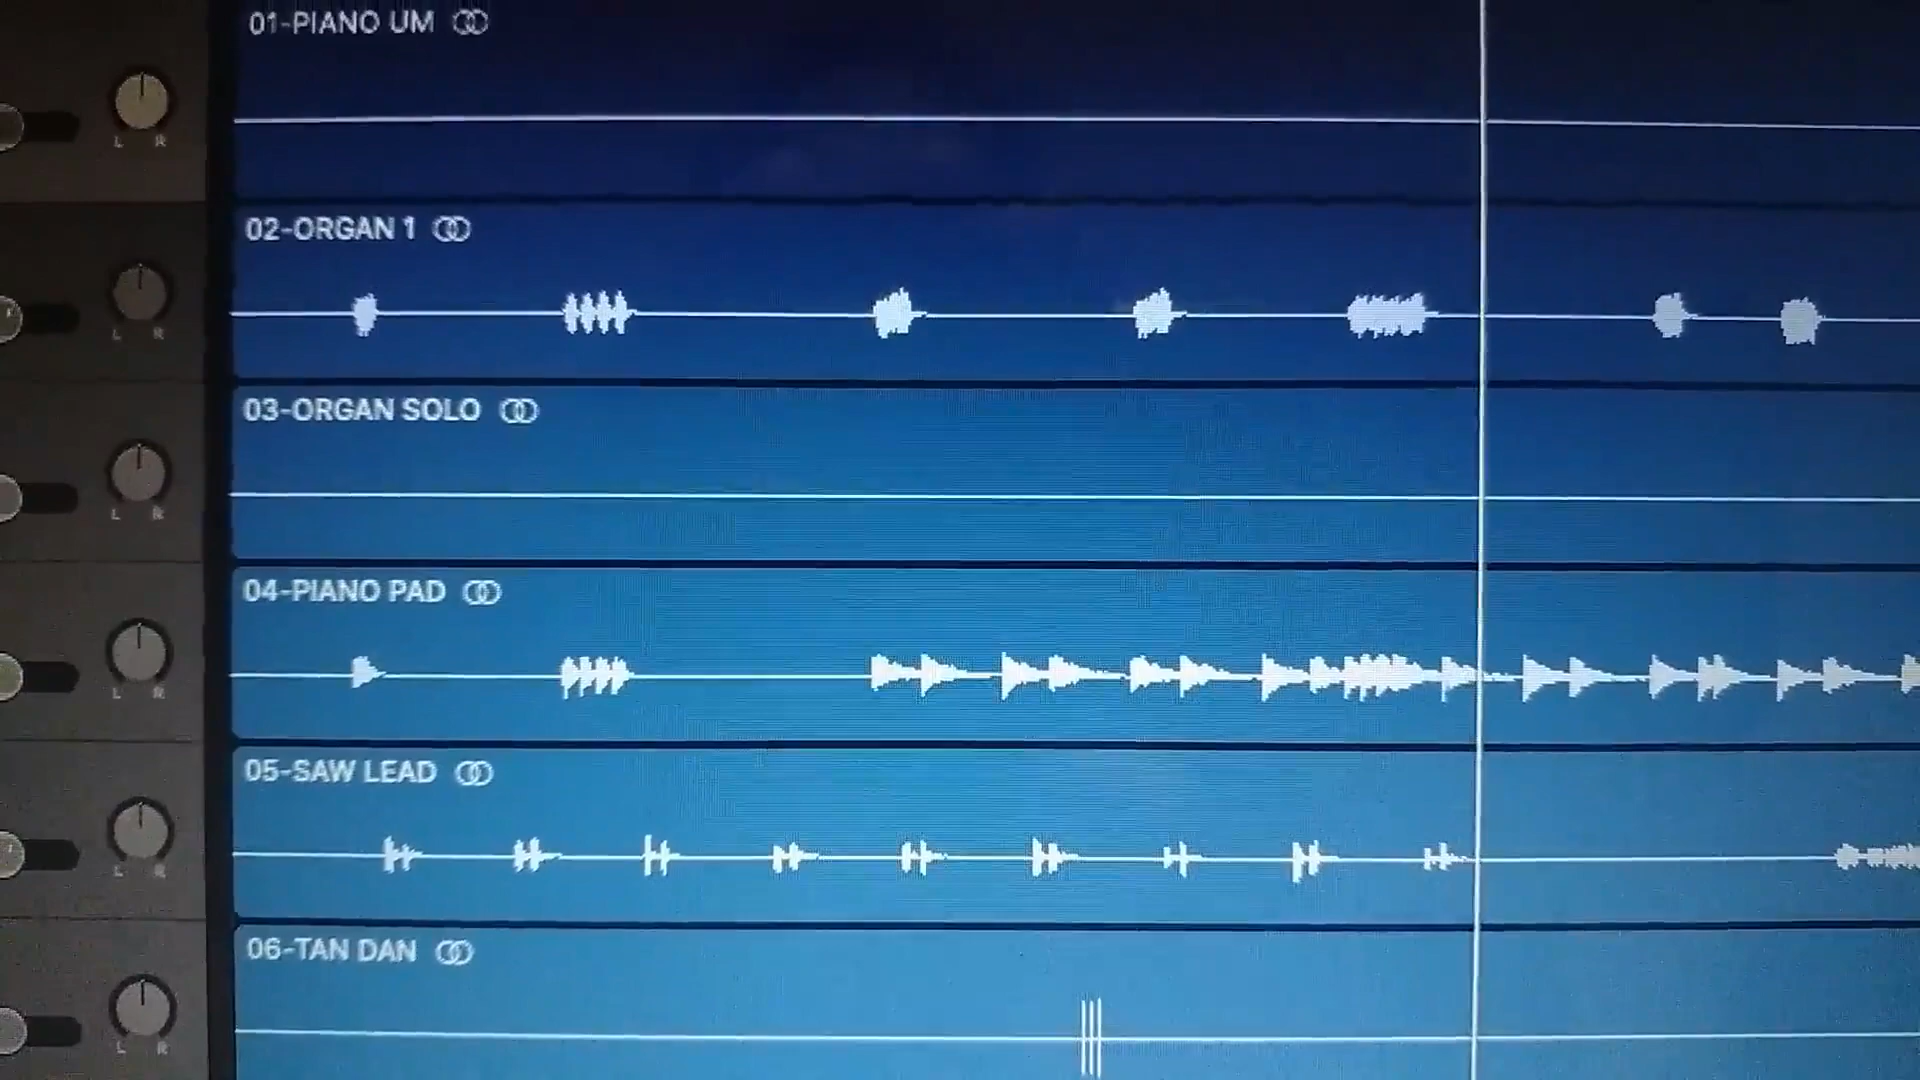 01-PIANO UM
L R
02-ORGAN 1
L R
03-ORGAN SOLO
L R
04-PIANO PAD
L R
05-SAW LEAD
L R
06-TAN DAN
L R